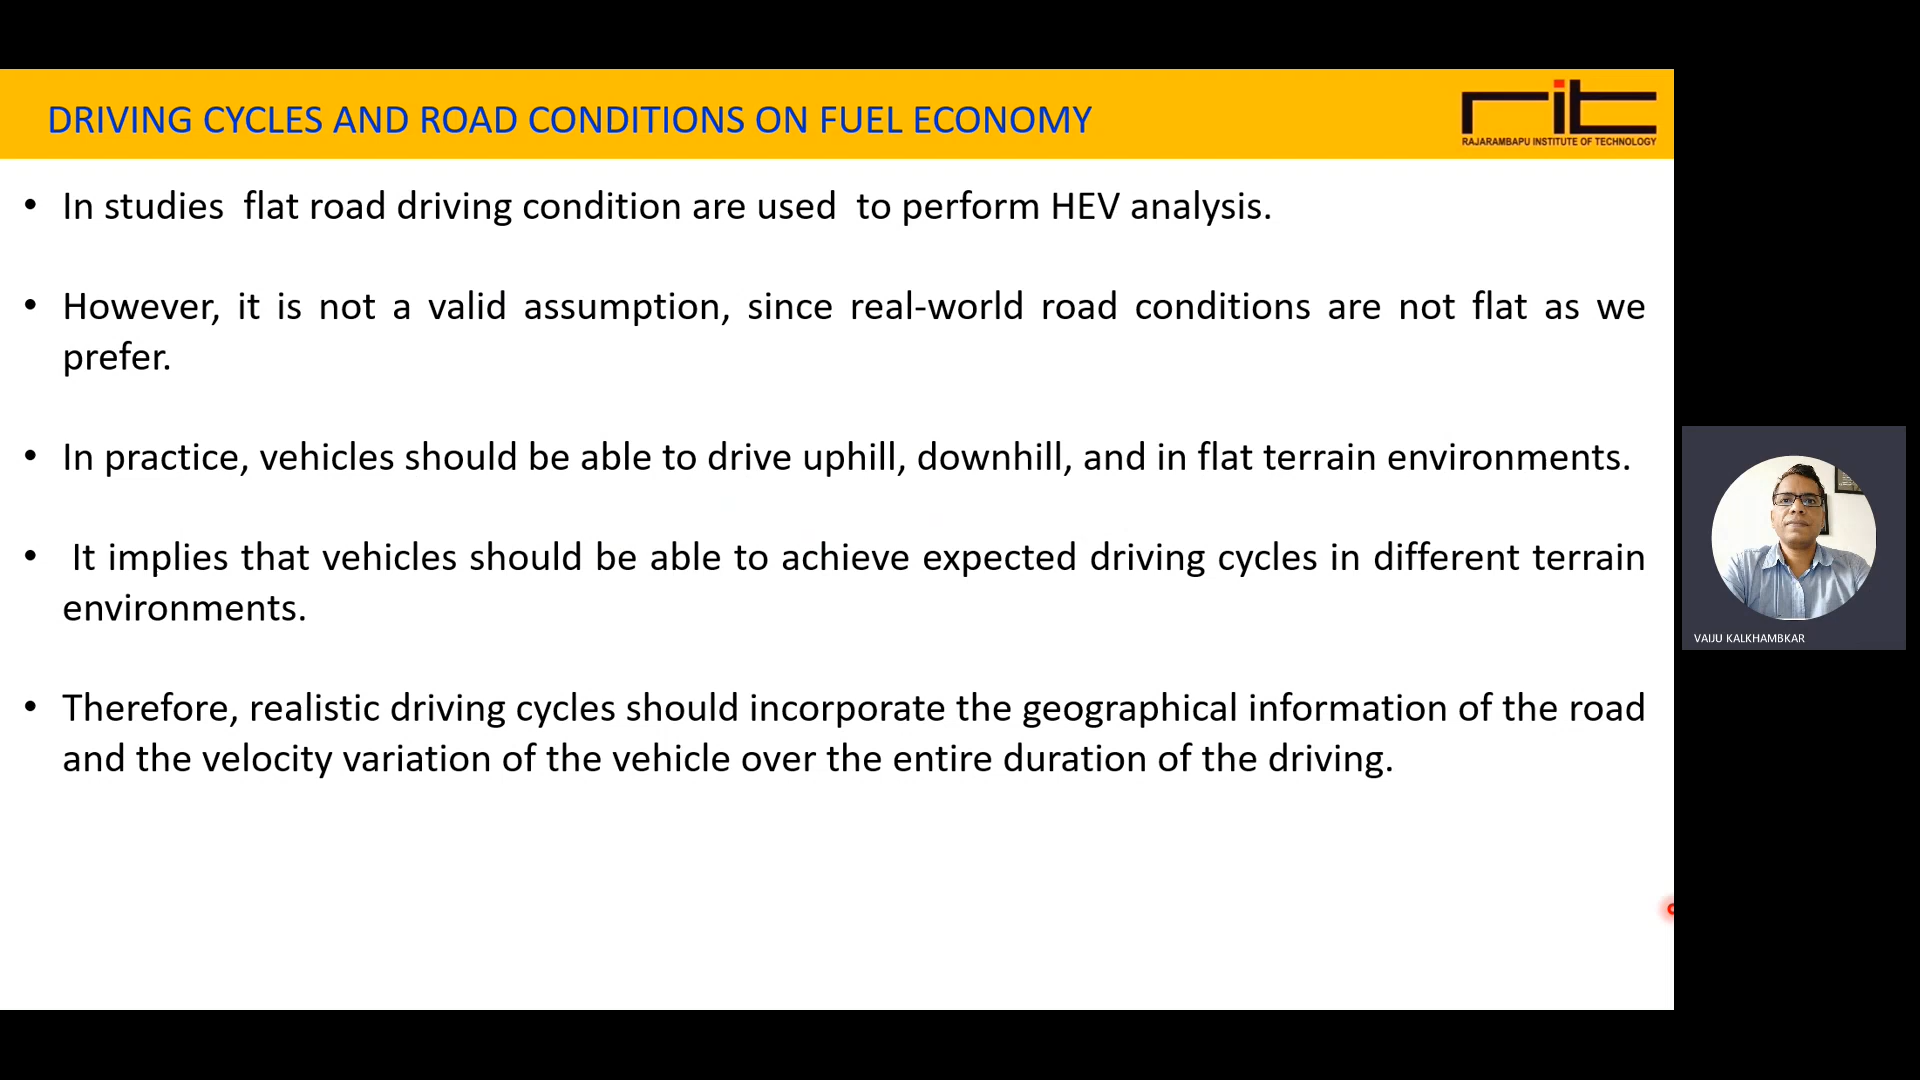 DRIVING CYCLES AND ROAD CONDITIONS ON FUEL ECONOMY
rit
RAJARAMBAPU INSTITUTE OF TECHNOLOGY
• In studies  flat road driving condition are used  to perform HEV analysis.
• However, it is not a valid assumption, since real-world road conditions are not flat as we
prefer.
• In practice, vehicles should be able to drive uphill, downhill, and in flat terrain environments.
• It implies that vehicles should be able to achieve expected driving cycles in different terrain
environments.
• Therefore, realistic driving cycles should incorporate the geographical information of the road
and the velocity variation of the vehicle over the entire duration of the driving.
VAIJU KALKHAMBKAR